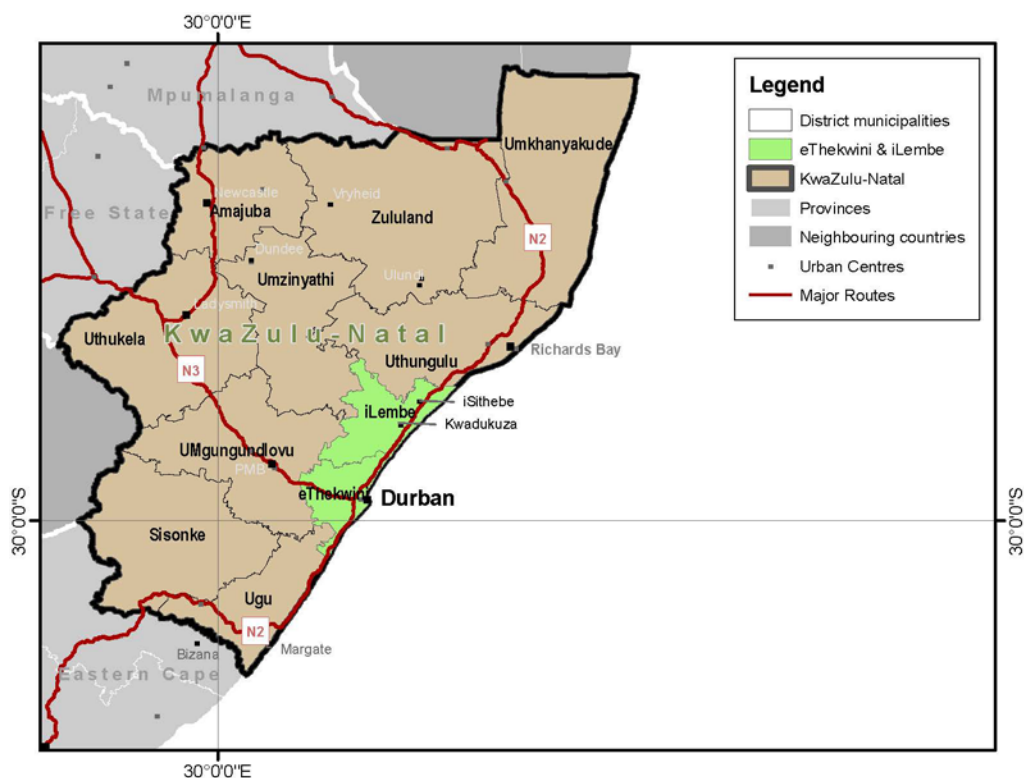 30°0'0"E
Mpumalanga
Umkhanyakude
Newcastle
Vryheid
Free State
Amajuba
Zululand
N2
Dundee
Umzinyathi
Ulundi
Ladysmith
KwaZulu-Natal
Uthukela
Richards Bay
Uthungulu
N3
iSithebe
iLembe
Kwadukuza
UMgungundlovu
PMB
eThekwini
Durban
30°0'0"S
30°0'0"S
Sisonke
Ugu
N2
Margate
Bizana
Eastern Cape
30°0'0"E
Legend
District municipalities
eThekwini & iLembe
KwaZulu-Natal
Provinces
Neighbouring countries
Urban Centres
Major Routes